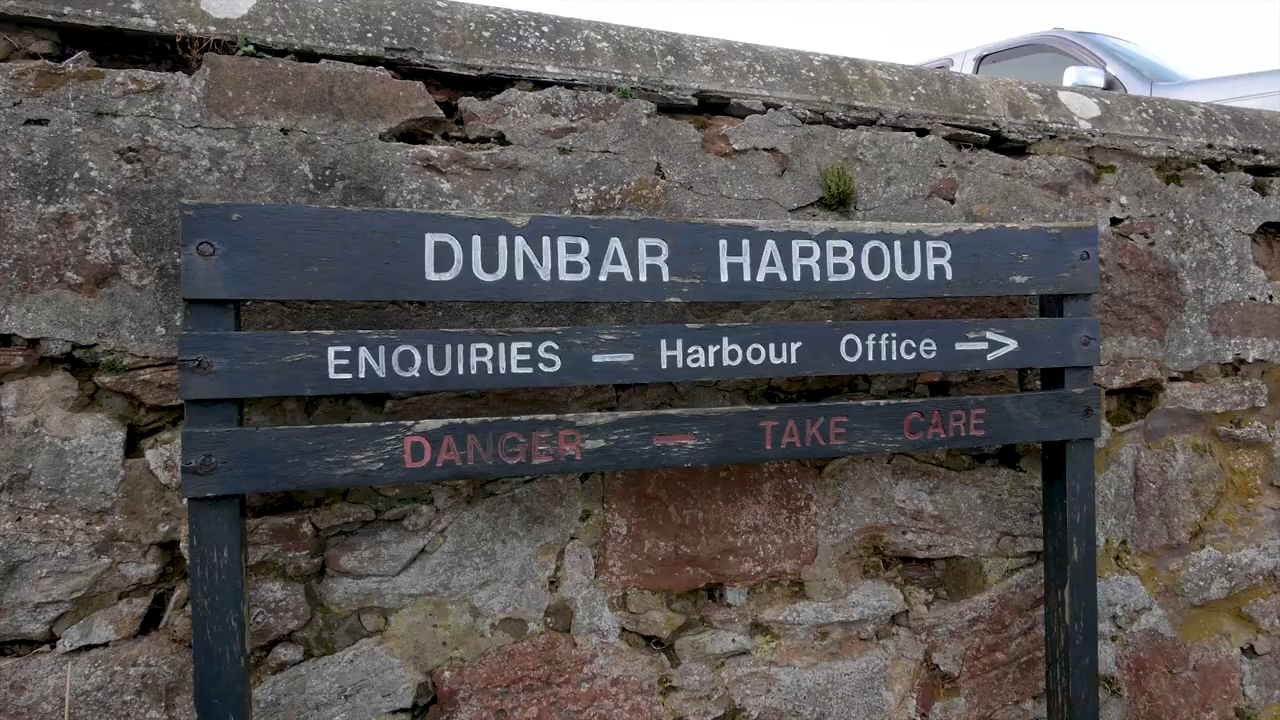 DUNBAR HARBOUR
ENQUIRIES — Harbour Office →
DANGER — TAKE CARE